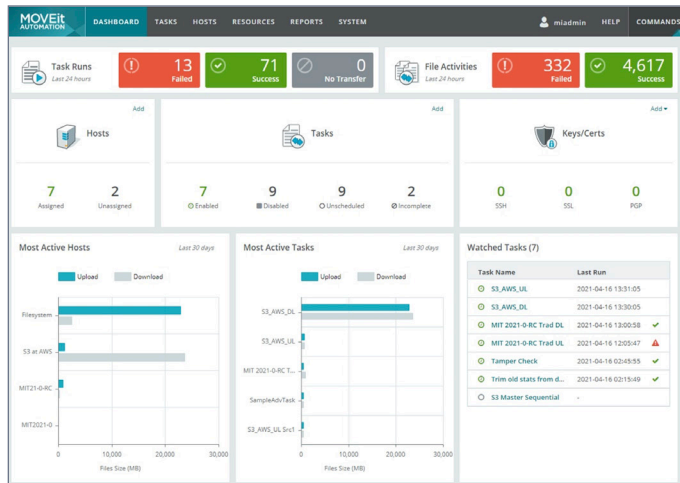 MOVEit
AUTOMATION
DASHBOARD TASKS HOSTS RESOURCES REPORTS SYSTEM miadmin HELP COMMANDS
Task Runs
Last 24 hours
13
Failed
71
Success
0
No Transfer
File Activities
Last 24 hours
332
Failed
4,617
Success
Add
Hosts
7
Assigned
2
Unassigned
Add
Tasks
7
Enabled
9
Disabled
9
Unscheduled
2
Incomplete
Add
Keys/Certs
0
SSH
0
SSL
0
PGP
Most Active Hosts Last 30 days
Upload Download
Filesystem
S3 at AWS
MIT21-0-RC
MIT2021-0
0 10,000 20,000 30,000
Files Size (MB)
Most Active Tasks Last 30 days
Upload Download
S3_AWS_DL
S3_AWS_UL
MIT 2021-0-RC T...
SampleAdvTask
S3_AWS_UL Src1
0 10,000 20,000 30,000
Files Size (MB)
Watched Tasks (7)
Task Name Last Run
S3_AWS_UL 2021-04-16 13:31:05
S3_AWS_DL 2021-04-16 13:30:05
MIT 2021-0-RC Trad DL 2021-04-16 13:00:58
MIT 2021-0-RC Trad UL 2021-04-16 12:05:47
Tamper Check 2021-04-16 02:45:55
Trim old stats from d... 2021-04-16 02:15:49
S3 Master Sequential -